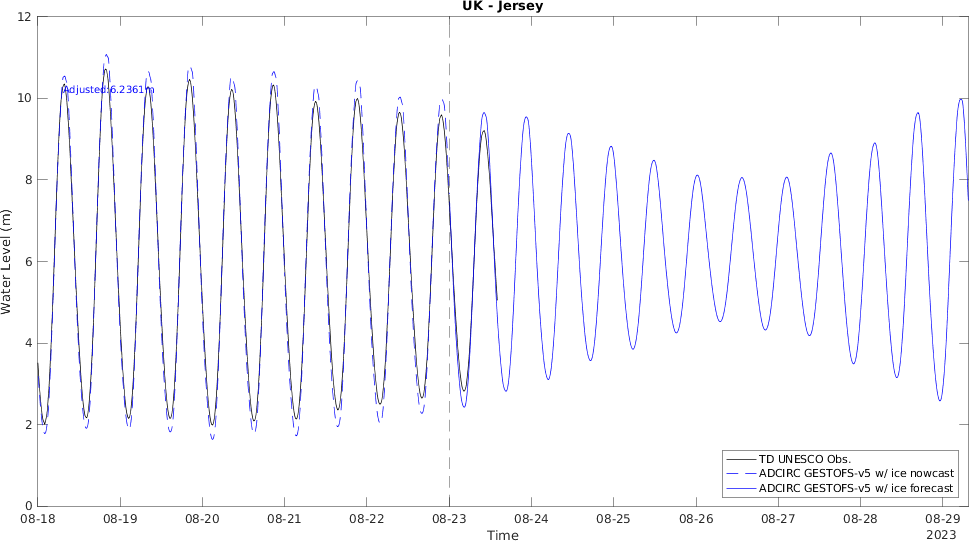 UK - Jersey
12
10
8
6
4
2
0
Water Level (m)
Adjusted:6.2361m
TD UNESCO Obs.
ADCIRC GESTOFS-v5 w/ ice nowcast
ADCIRC GESTOFS-v5 w/ ice forecast
08-18 08-19 08-20 08-21 08-22 08-23 08-24 08-25 08-26 08-27 08-28 08-29
Time
2023